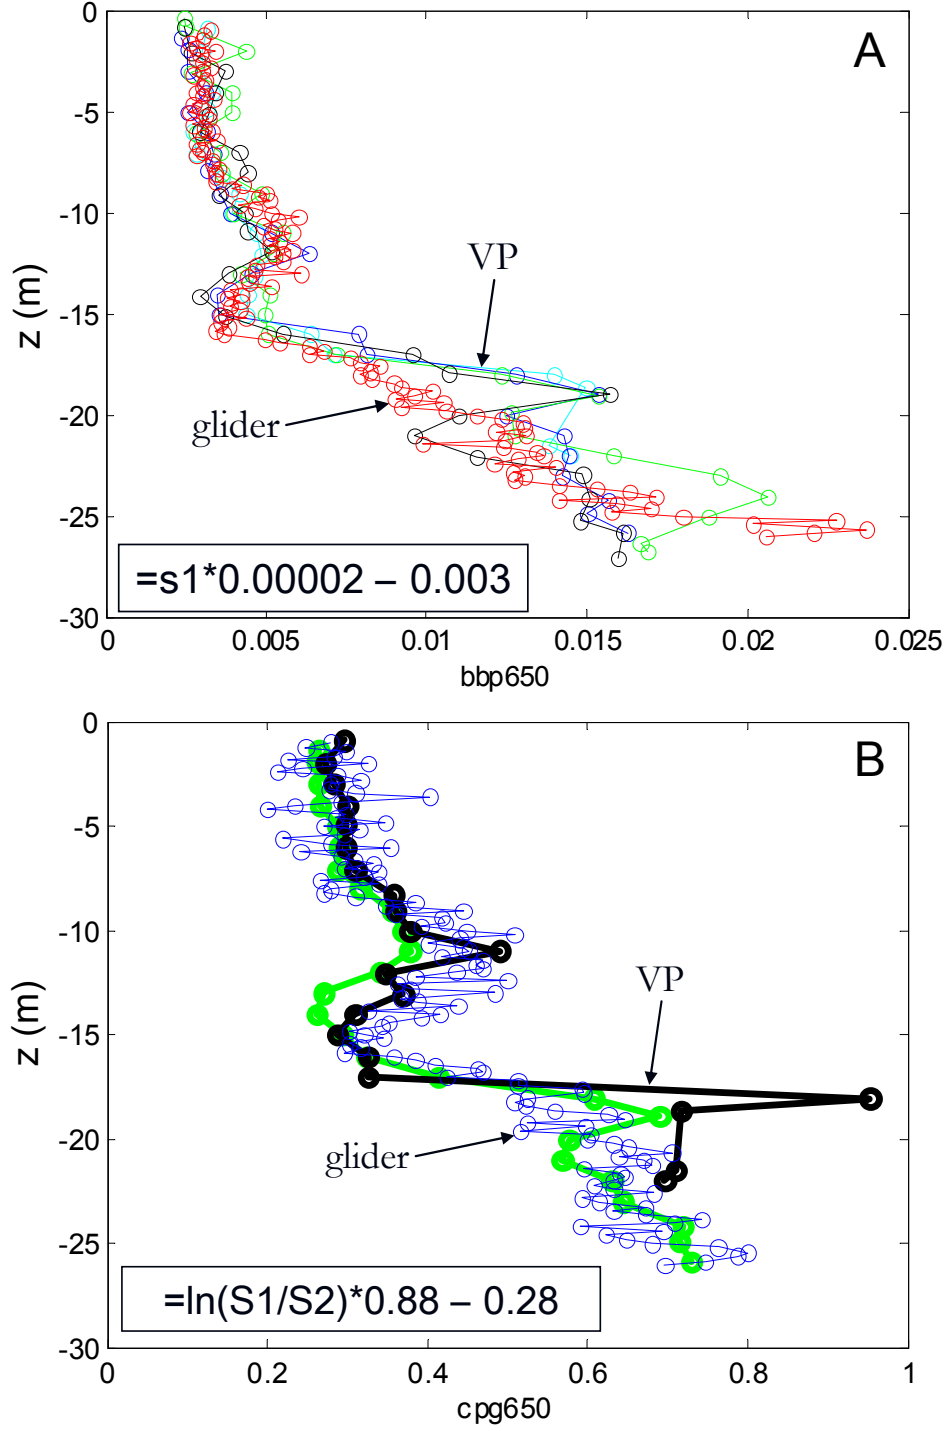 0
A
-5
-10
VP
z (m)
-15
-20
glider
-25
=s1*0.00002 – 0.003
-30
0 0.005 0.01 0.015 0.02 0.025
bbp650
0
B
-5
-10
VP
z (m)
-15
-20
glider
-25
=ln(S1/S2)*0.88 – 0.28
-30
0 0.2 0.4 0.6 0.8 1
cpg650